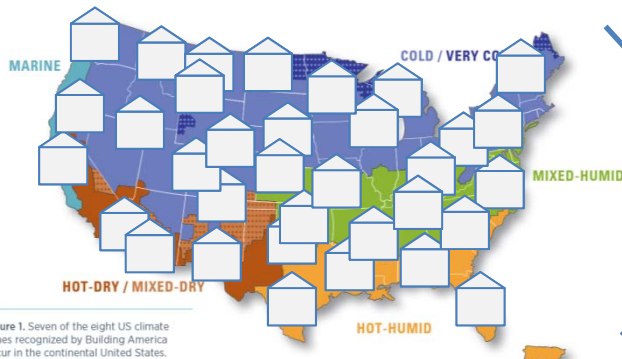 COLD / VERY CO
MARINE
MIXED-HUMID
HOT-DRY / MIXED-DRY
HOT-HUMID
ure 1. Seven of the eight US climate
nes recognized by Building America
ur in the continental United States.